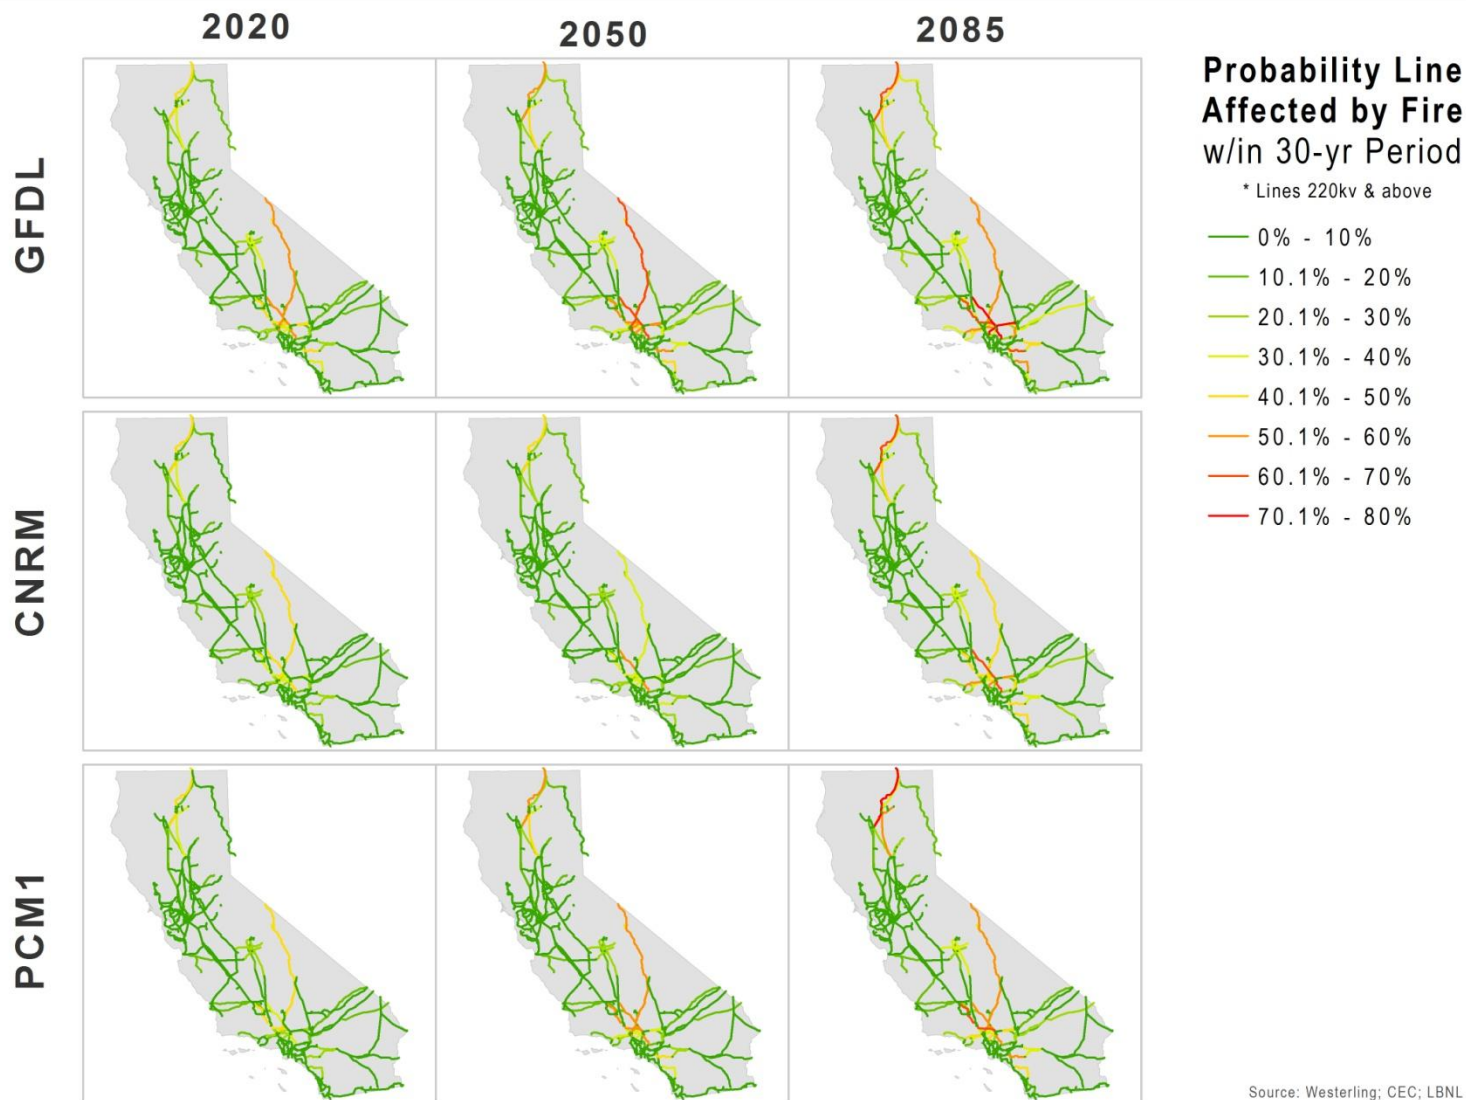 2020
2050
2085
GFDL
CNRM
PCM1
Probability Line
Affected by Fire
w/in 30-yr Period
* Lines 220kv & above
0% - 10%
10.1% - 20%
20.1% - 30%
30.1% - 40%
40.1% - 50%
50.1% - 60%
60.1% - 70%
70.1% - 80%
Source: Westerling; CEC; LBNL